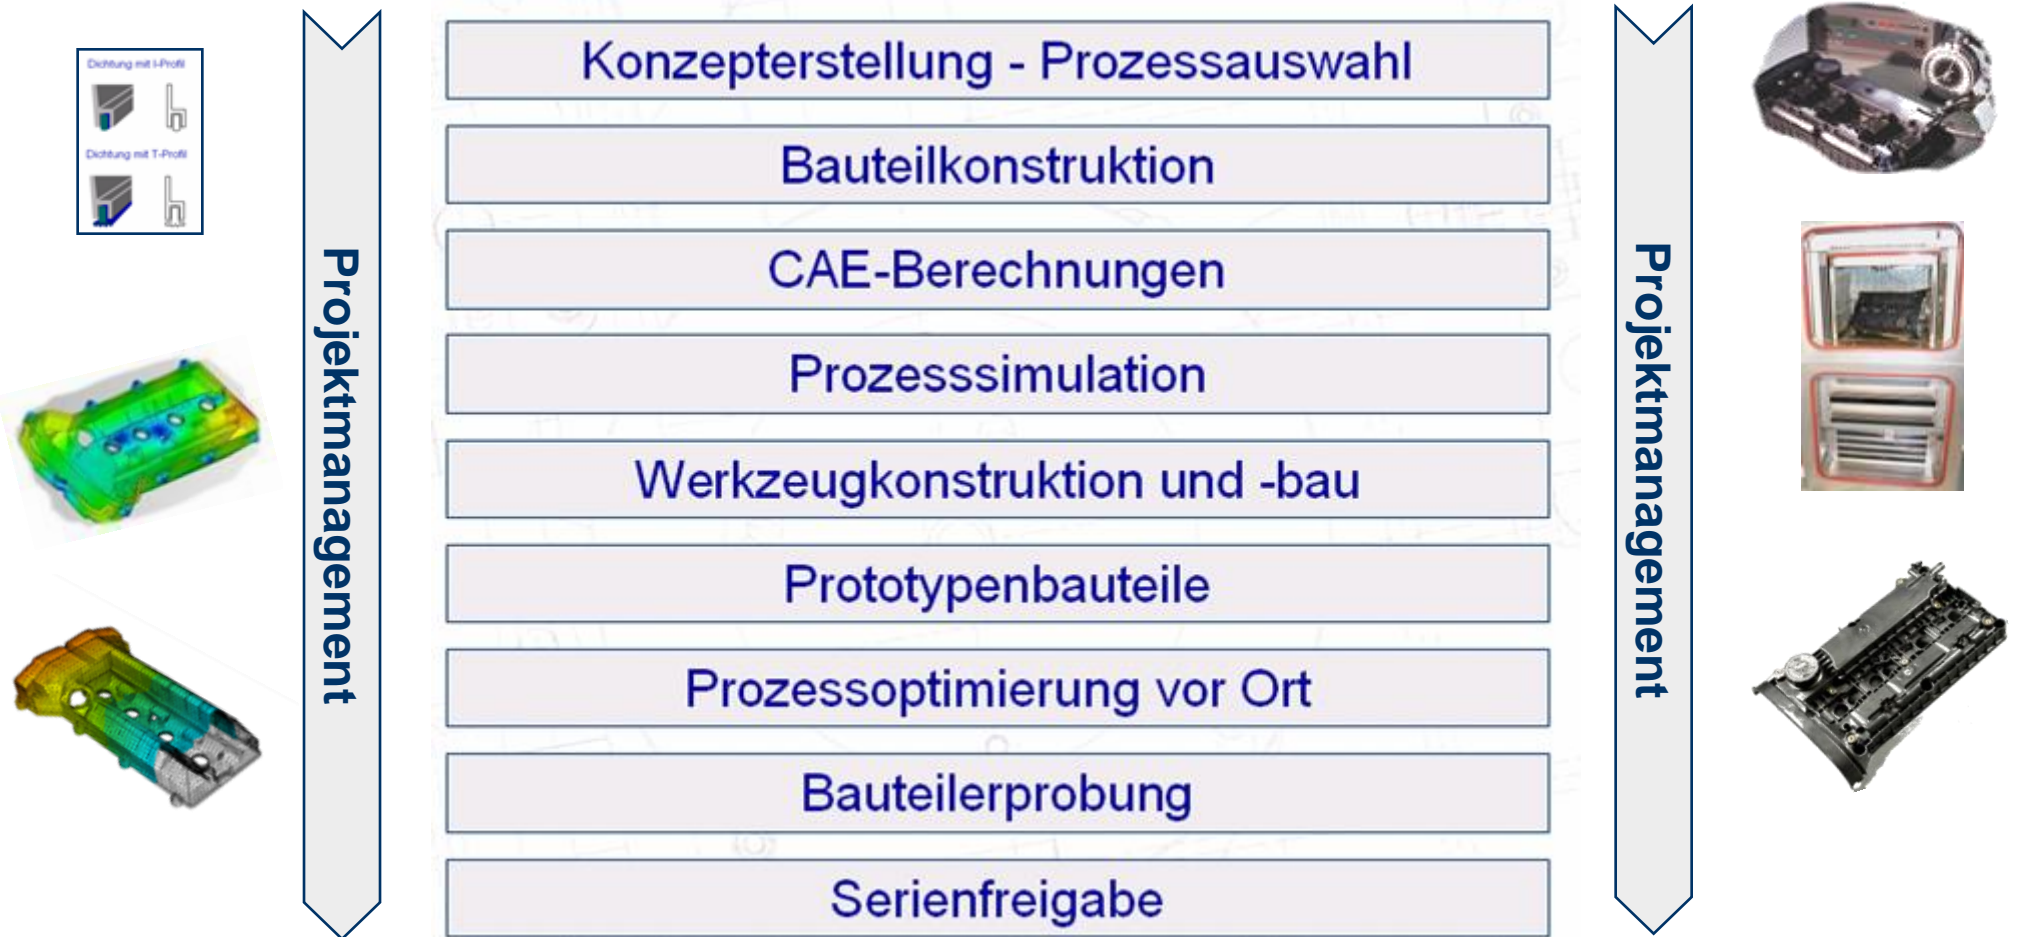 Dichtung mit I-Profil
Dichtung mit T-Profil
Projektmanagement
Konzepterstellung - Prozessauswahl
Bauteilkonstruktion
CAE-Berechnungen
Prozesssimulation
Werkzeugkonstruktion und -bau
Prototypenbauteile
Prozessoptimierung vor Ort
Bauteilerprobung
Serienfreigabe
Projektmanagement